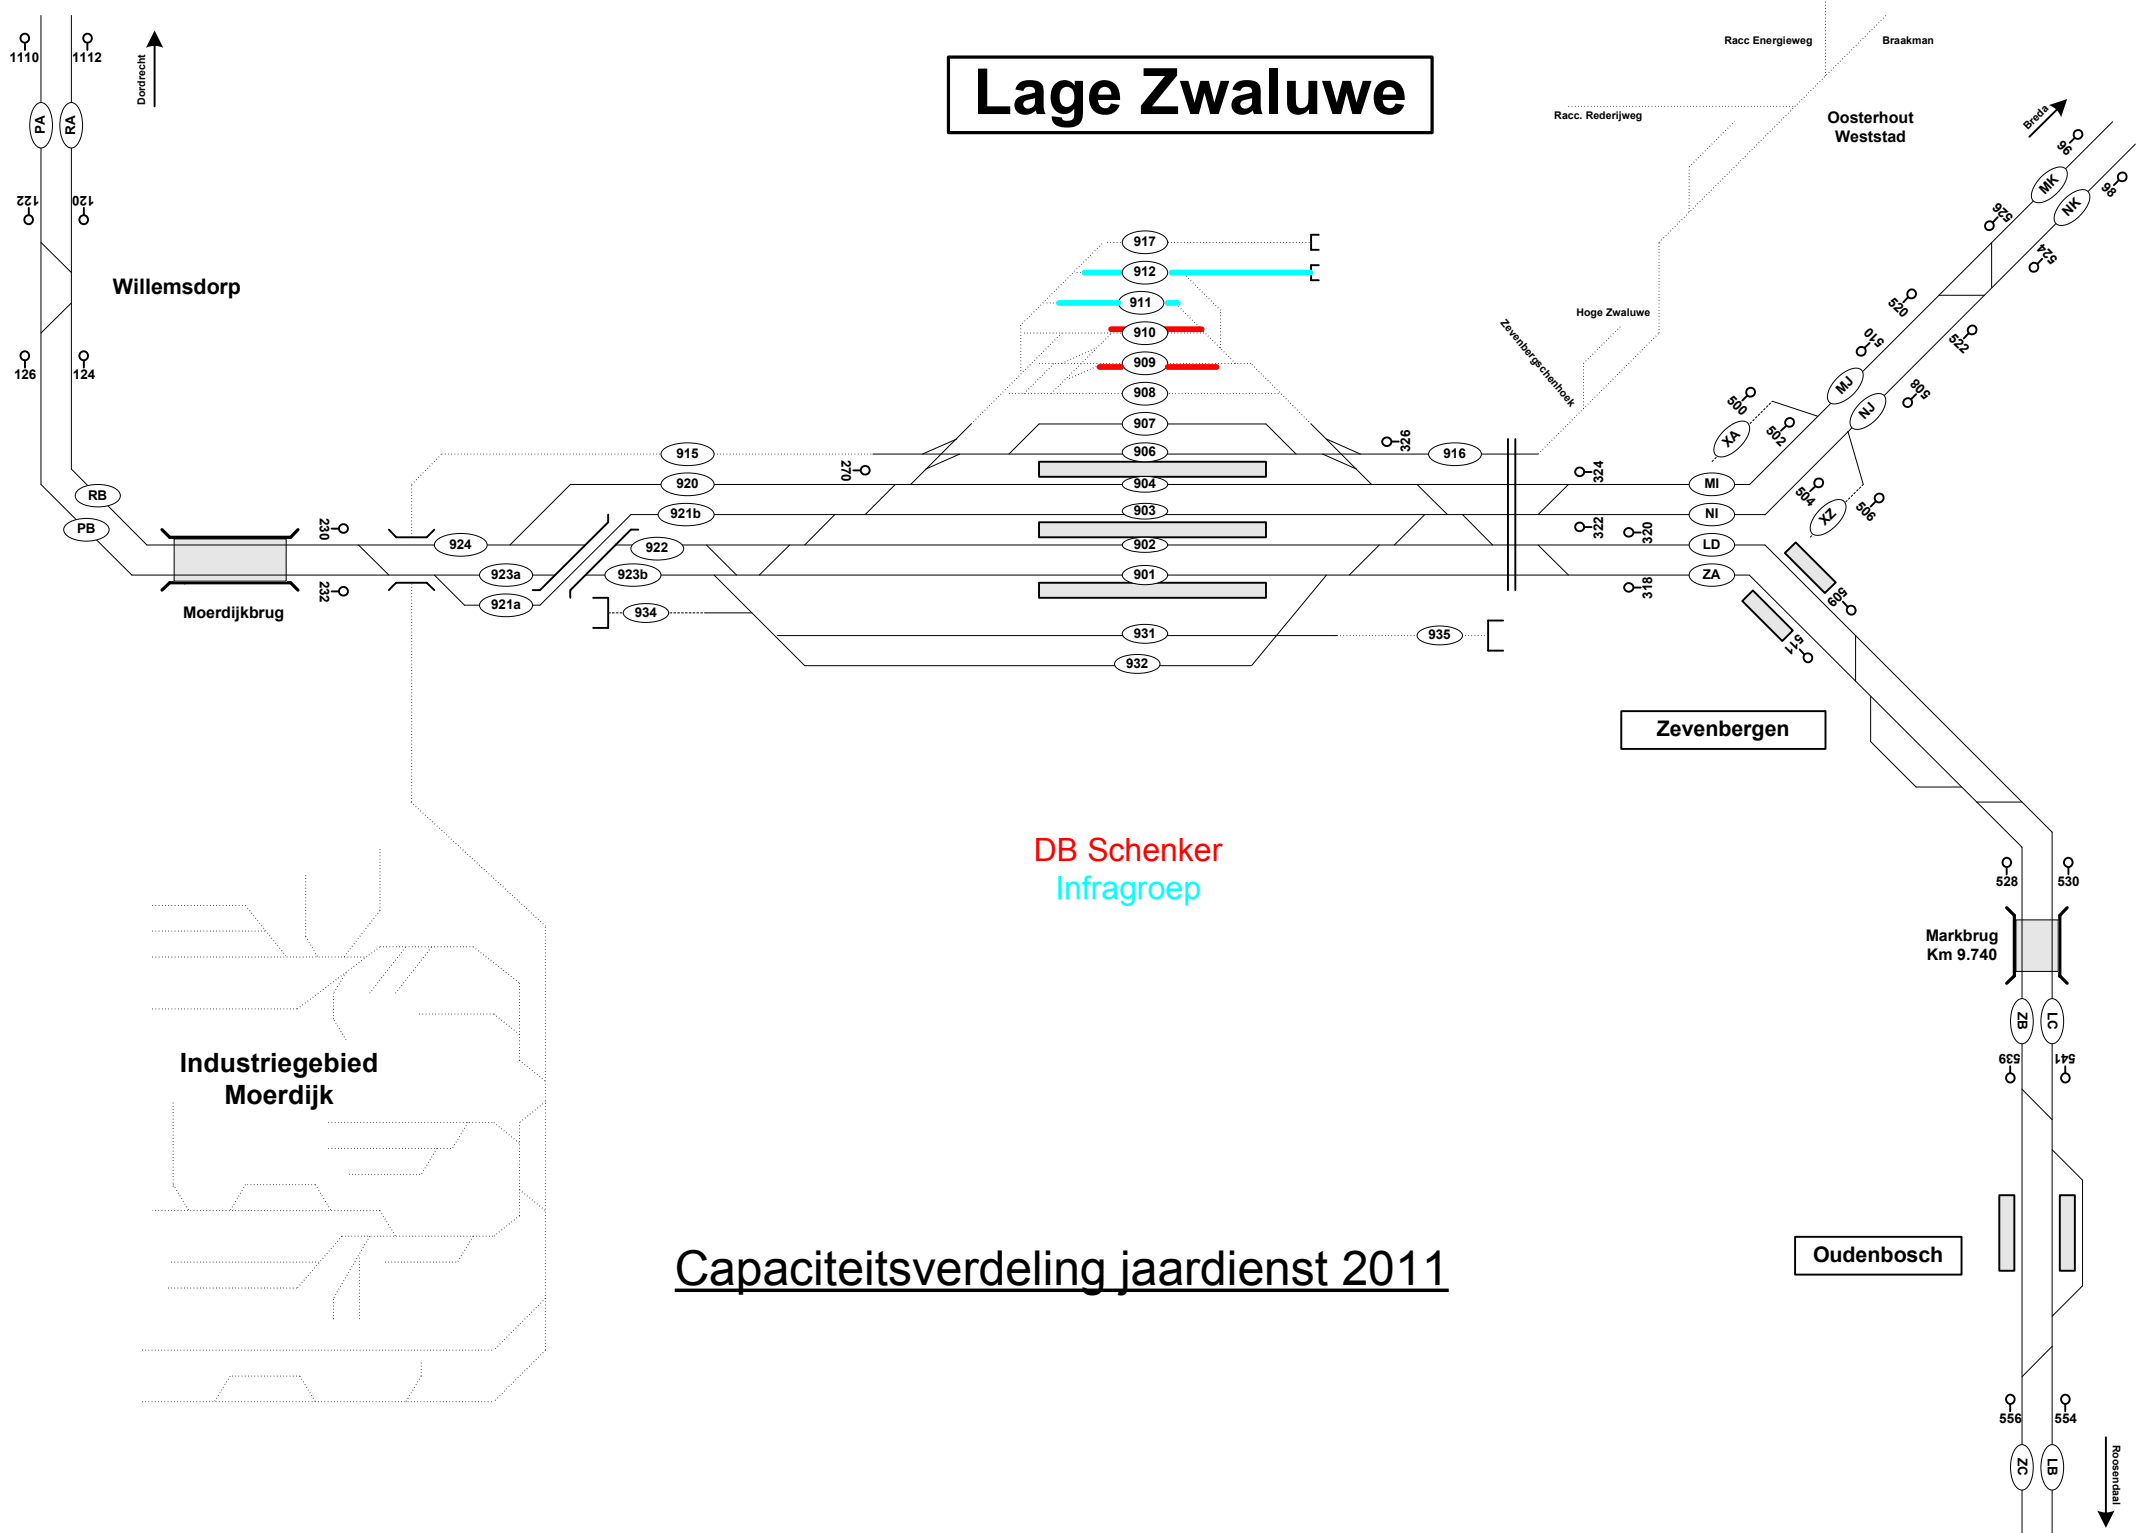 1110
1112
Dordrecht
Lage Zwaluwe
Racc Energieweg
Braakman
Racc. Rederijweg
Oosterhout
Weststad
Breda
PA
RA
96
98
MK
NK
122
120
526
524
Willemsdorp
917
912
911
910
909
908
907
906
904
903
902
901
Hoge Zwaluwe
Zevenbergschenhoek
520
510
522
508
126
124
MJ
NJ
500
502
XA
504
506
XZ
326
916
324
322
320
318
MI
NI
LD
ZA
915
270
920
921b
922
923b
924
923a
921a
RB
PB
230
232
Moerdijkbrug
934
931
935
932
509
511
Zevenbergen
DB Schenker
Infragroep
528
530
Markbrug
Km 9.740
ZB
LC
539
541
Industriegebied
Moerdijk
Oudenbosch
Capaciteitsverdeling jaardienst 2011
556
554
ZC
LB
Roosendaal